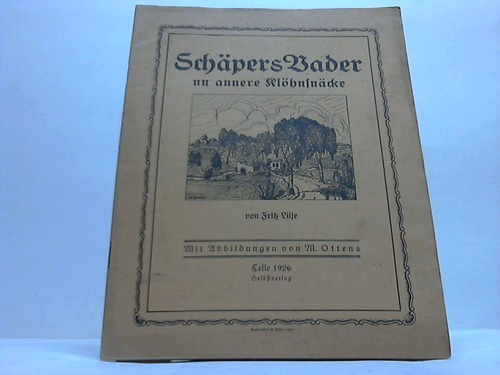 Schäpers Vader
un annere Klöhnsnäcke
von Fritz Lilje
Mit Abbildungen von M. Ottens
Celle 1926
Selbstverlag